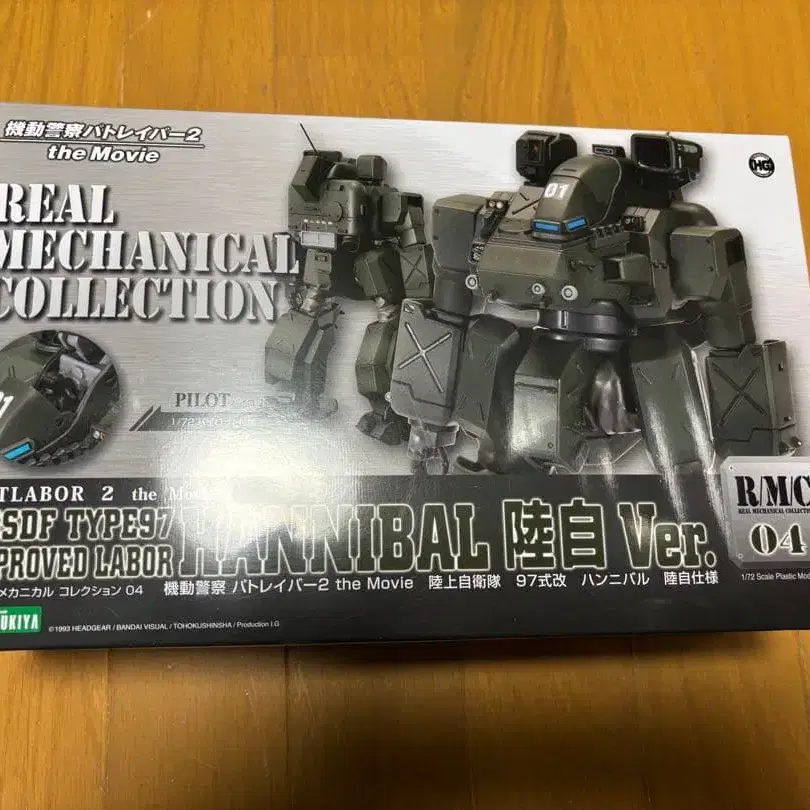 機動警察パトレイバー2
the Movie
REAL
MECHANICAL
COLLECTION
HG
01
01
PILOT
TLABOR 2 the Mov
SDF TYPE97
PROVED LABOR
HANNIBAL 陸自 Ver.
メカニカル コレクション 04
機動警察 パトレイバー2 the Movie 陸上自衛隊 97式改 ハンニバル 陸自仕様
R/MC
REAL MECHANICAL COLLECTION
04
1/72 Scale Plastic Mod
UKIYA
©1993 HEADGEAR / BANDAI VISUAL / TOHOKUSHINSHA / Production I.G